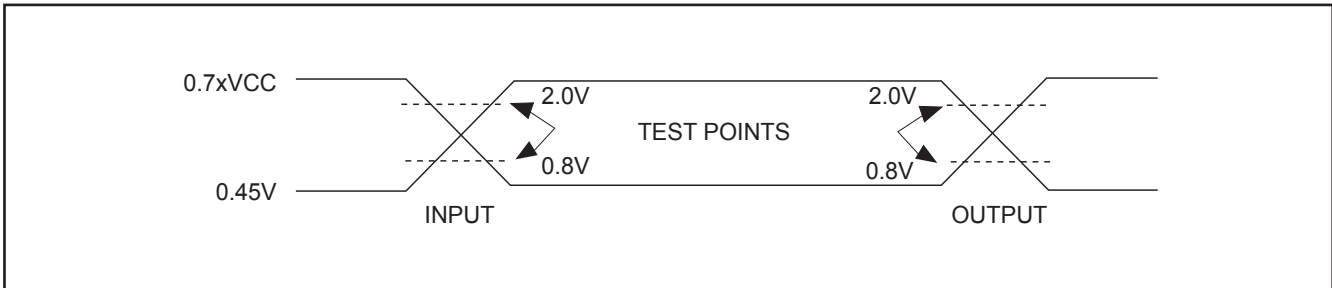 0.7xVCC
2.0V
2.0V
TEST POINTS
0.8V
0.8V
0.45V
INPUT
OUTPUT